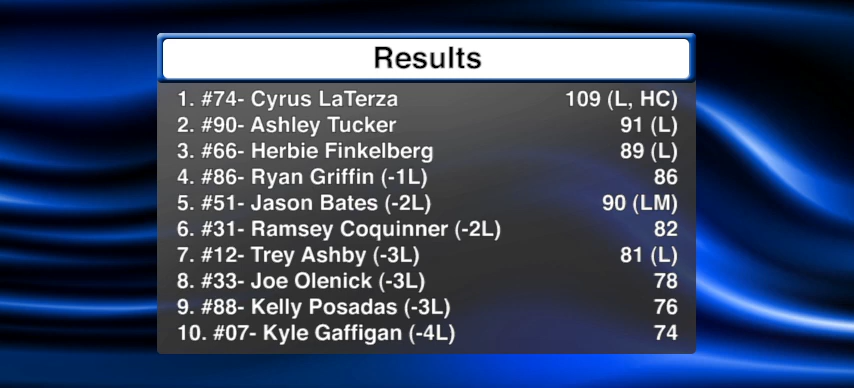 Results
1. #74- Cyrus LaTerza 109 (L, HC)
2. #90- Ashley Tucker 91 (L)
3. #66- Herbie Finkelberg 89 (L)
4. #86- Ryan Griffin (-1L) 86
5. #51- Jason Bates (-2L) 90 (LM)
6. #31- Ramsey Coquinner (-2L) 82
7. #12- Trey Ashby (-3L) 81 (L)
8. #33- Joe Olenick (-3L) 78
9. #88- Kelly Posadas (-3L) 76
10. #07- Kyle Gaffigan (-4L) 74